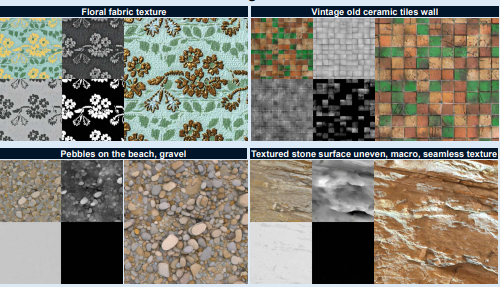 Floral fabric texture
Vintage old ceramic tiles wall
Pebbles on the beach, gravel
Textured stone surface uneven, macro, seamless texture